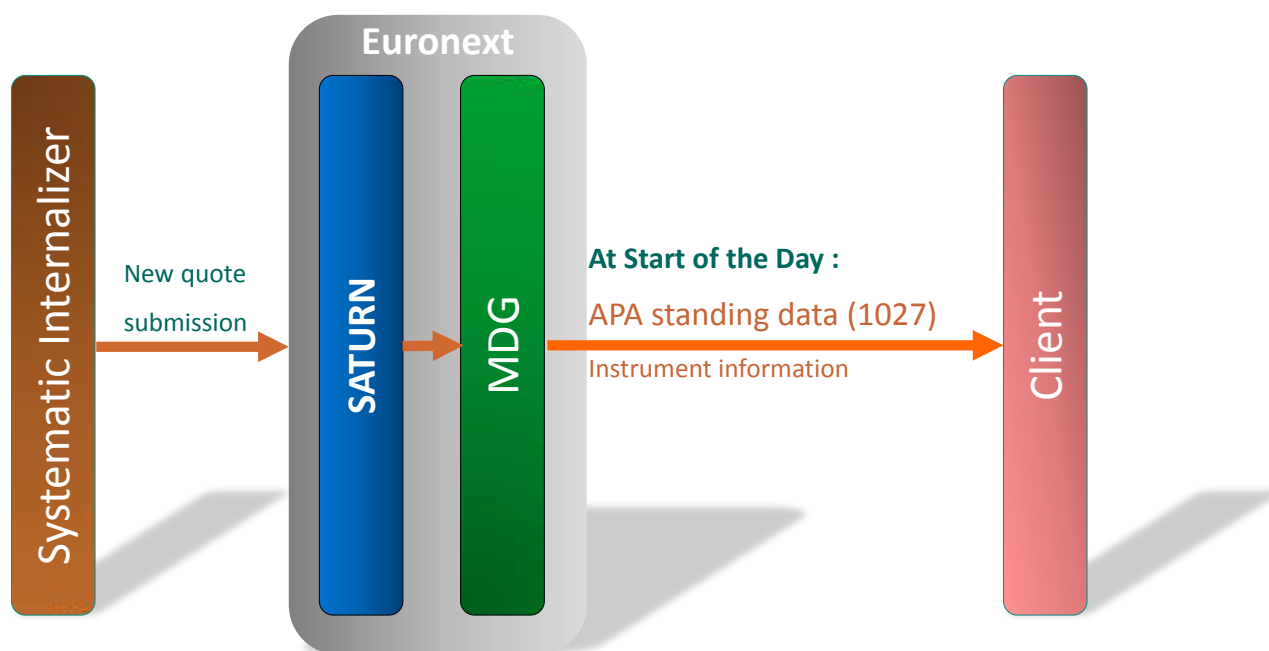 Euronext
Systematic Internalizer
New quote
submission
SATURN
MDG
At Start of the Day :
APA standing data (1027)
Instrument information
Client